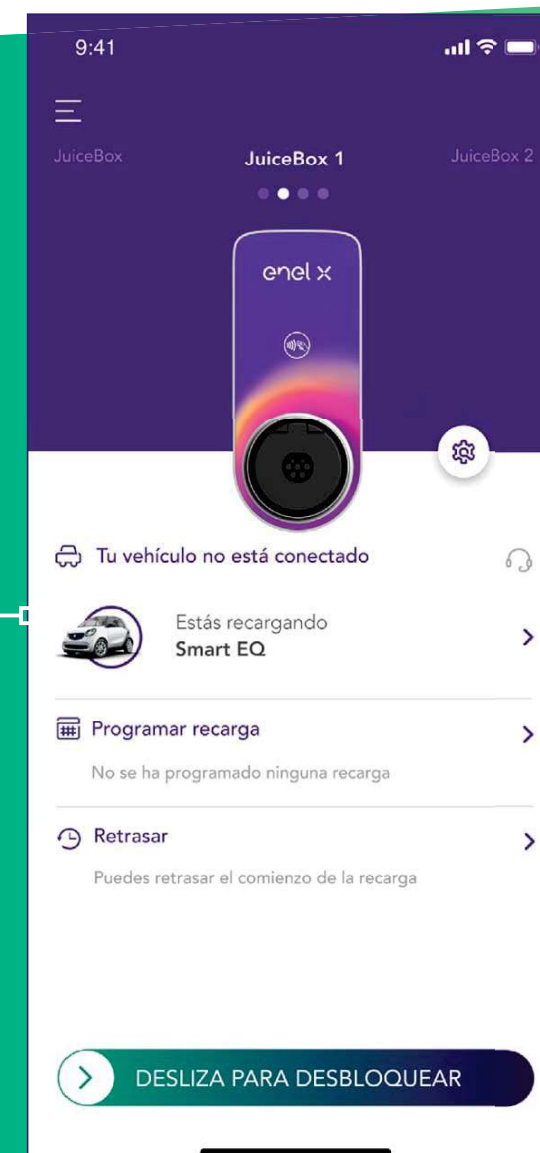 9:41
JuiceBox
JuiceBox 1
JuiceBox 2
enel x
Tu vehículo no está conectado
Estás recargando
Smart EQ
Programar recarga
No se ha programado ninguna recarga
Retrasar
Puedes retrasar el comienzo de la recarga
DESLIZA PARA DESBLOQUEAR